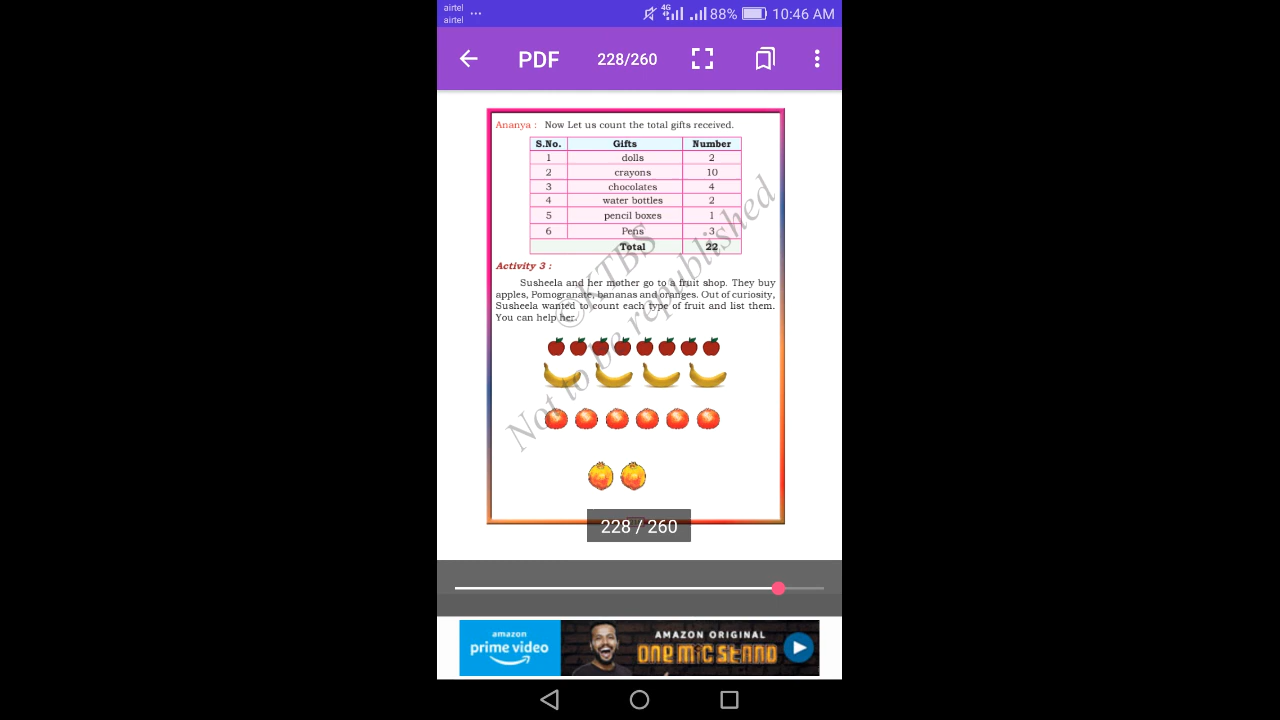 airtel
airtel
4G
88%
10:46 AM
PDF
228/260
Ananya : Now Let us count the total gifts received.
S.No. Gifts Number
1 dolls 2
2 crayons 10
3 chocolates 4
4 water bottles 2
5 pencil boxes 1
6 Pens 3
Total 22
Activity 3 :
Susheela and her mother go to a fruit shop. They buy
apples, Pomogranate, bananas and oranges. Out of curiosity,
Susheela wanted to count each type of fruit and list them.
You can help her.
©KTBS
Not to be republished
228 / 260
amazon
prime video
AMAZON ORIGINAL
ONE MIC STAND